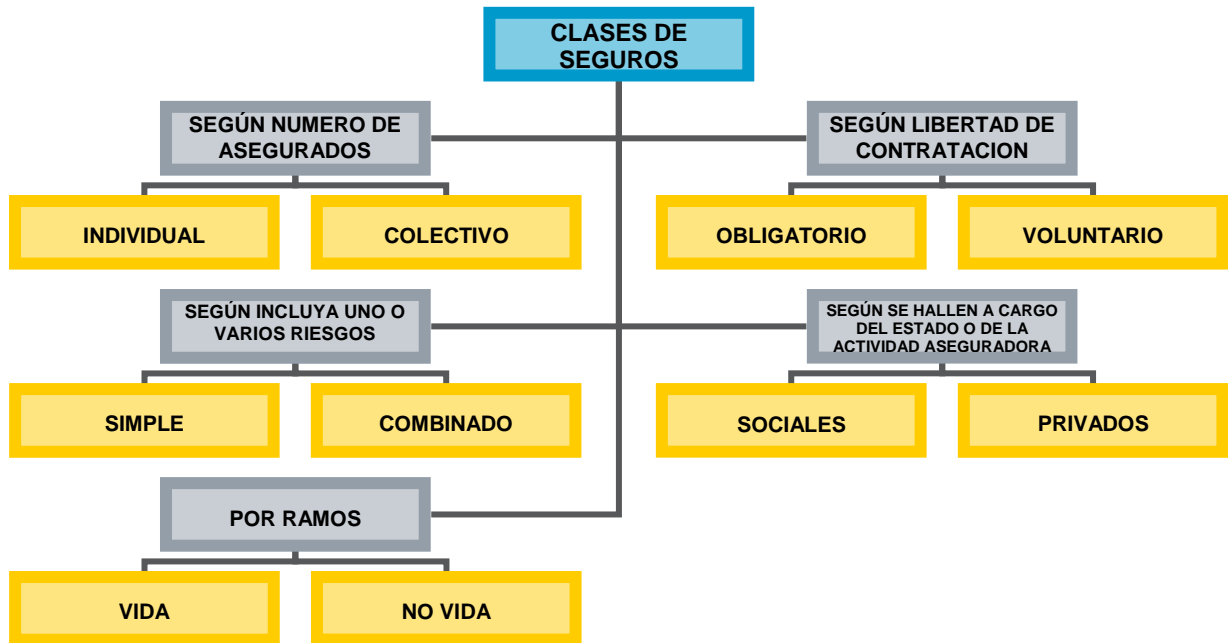 CLASES DE
SEGUROS
SEGÚN NUMERO DE
ASEGURADOS
SEGÚN LIBERTAD DE
CONTRATACION
INDIVIDUAL
COLECTIVO
OBLIGATORIO
VOLUNTARIO
SEGÚN INCLUYA UNO O
VARIOS RIESGOS
SEGÚN SE HALLEN A CARGO
DEL ESTADO O DE LA
ACTIVIDAD ASEGURADORA
SIMPLE
COMBINADO
SOCIALES
PRIVADOS
POR RAMOS
VIDA
NO VIDA